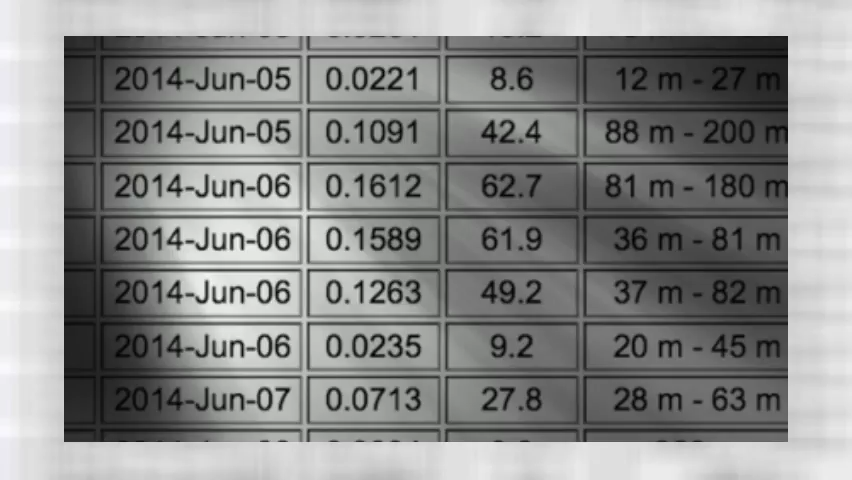 2014-Jun-05 0.0221 8.6 12 m - 27 m
2014-Jun-05 0.1091 42.4 88 m - 200 m
2014-Jun-06 0.1612 62.7 81 m - 180 m
2014-Jun-06 0.1589 61.9 36 m - 81 m
2014-Jun-06 0.1263 49.2 37 m - 82 m
2014-Jun-06 0.0235 9.2 20 m - 45 m
2014-Jun-07 0.0713 27.8 28 m - 63 m